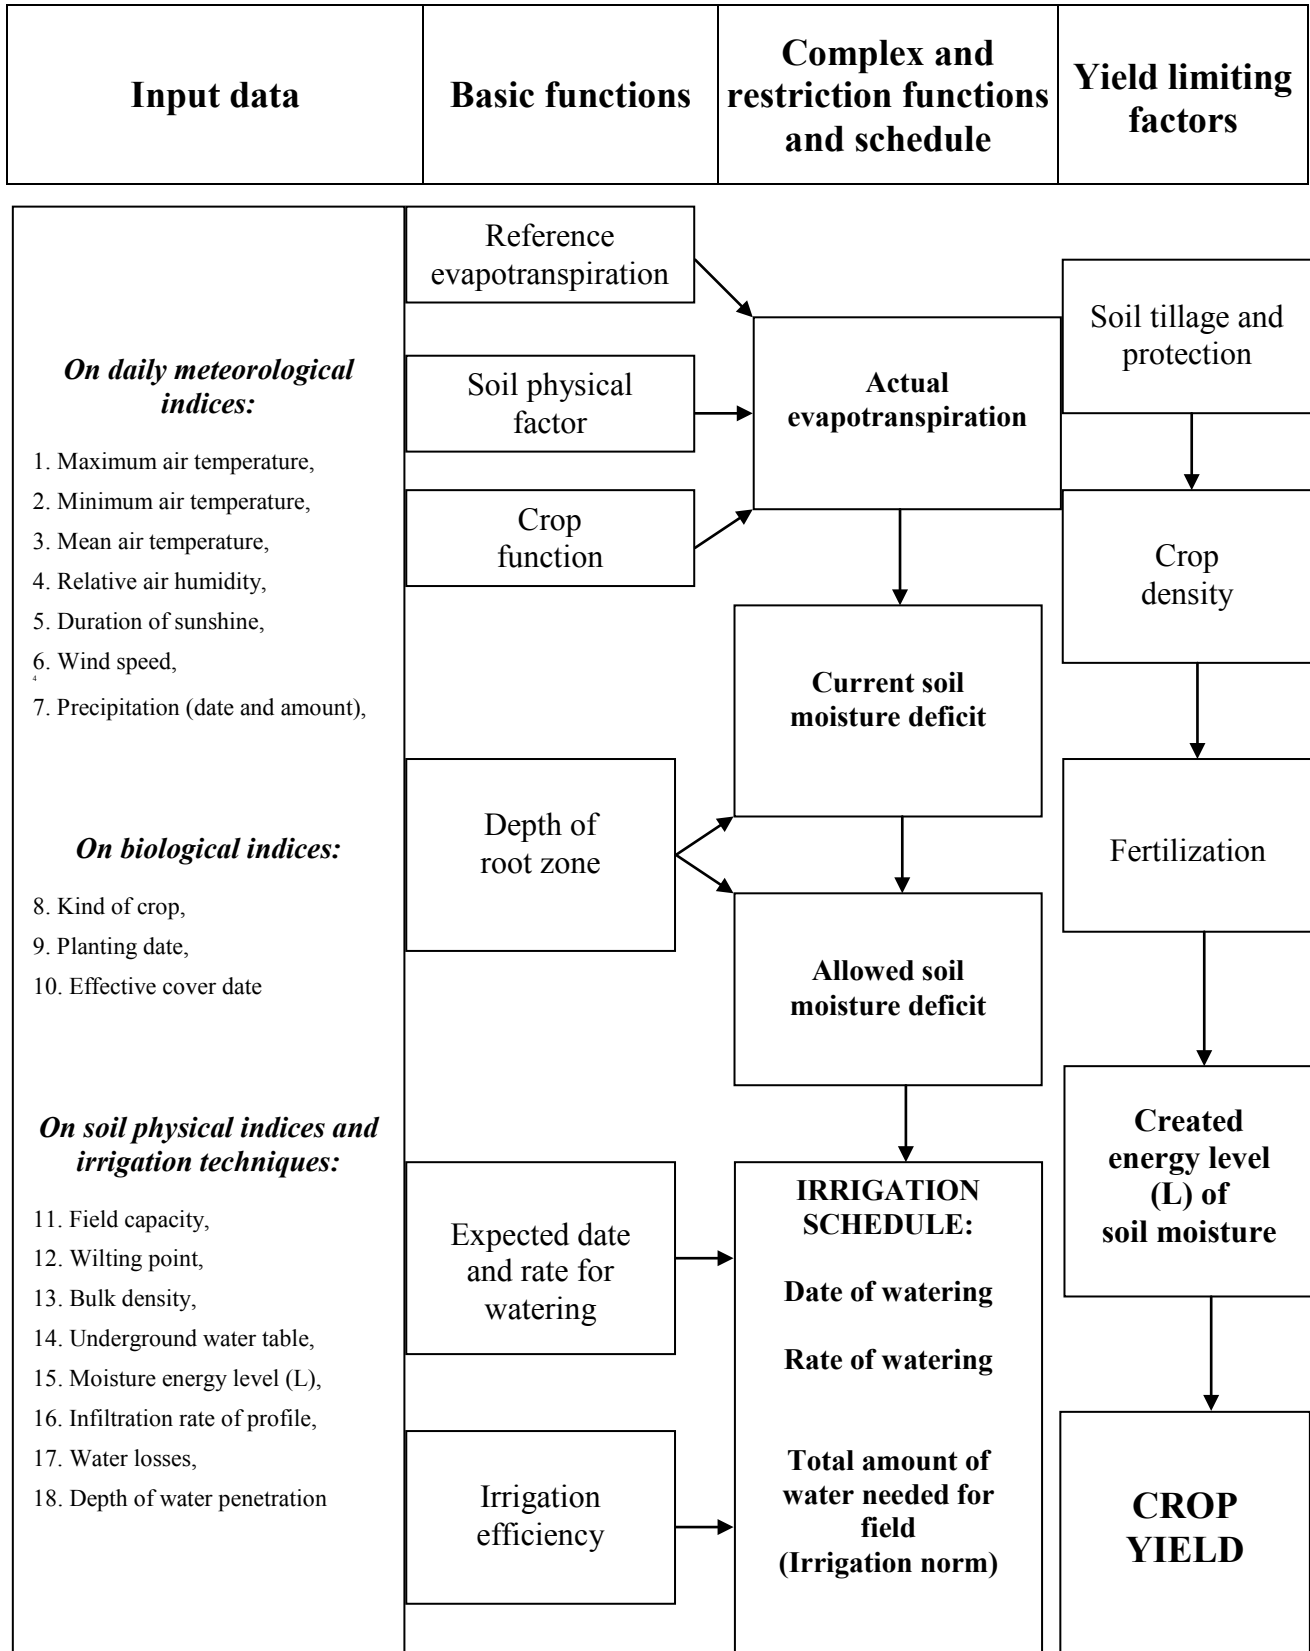 Input data
Basic functions
Complex and
restriction functions
and schedule
Yield limiting
factors
On daily meteorological
indices:
1. Maximum air temperature,
2. Minimum air temperature,
3. Mean air temperature,
4. Relative air humidity,
5. Duration of sunshine,
6. Wind speed,
4
7. Precipitation (date and amount),
On biological indices:
8. Kind of crop,
9. Planting date,
10. Effective cover date
On soil physical indices and
irrigation techniques:
11. Field capacity,
12. Wilting point,
13. Bulk density,
14. Underground water table,
15. Moisture energy level (L),
16. Infiltration rate of profile,
17. Water losses,
18. Depth of water penetration
Reference
evapotranspiration
Soil physical
factor
Crop
function
Depth of
root zone
Expected date
and rate for
watering
Irrigation
efficiency
Actual
evapotranspiration
Current soil
moisture deficit
Allowed soil
moisture deficit
IRRIGATION
SCHEDULE:
Date of watering
Rate of watering
Total amount of
water needed for
field
(Irrigation norm)
Soil tillage and
protection
Crop
density
Fertilization
Created
energy level
(L) of
soil moisture
CROP
YIELD